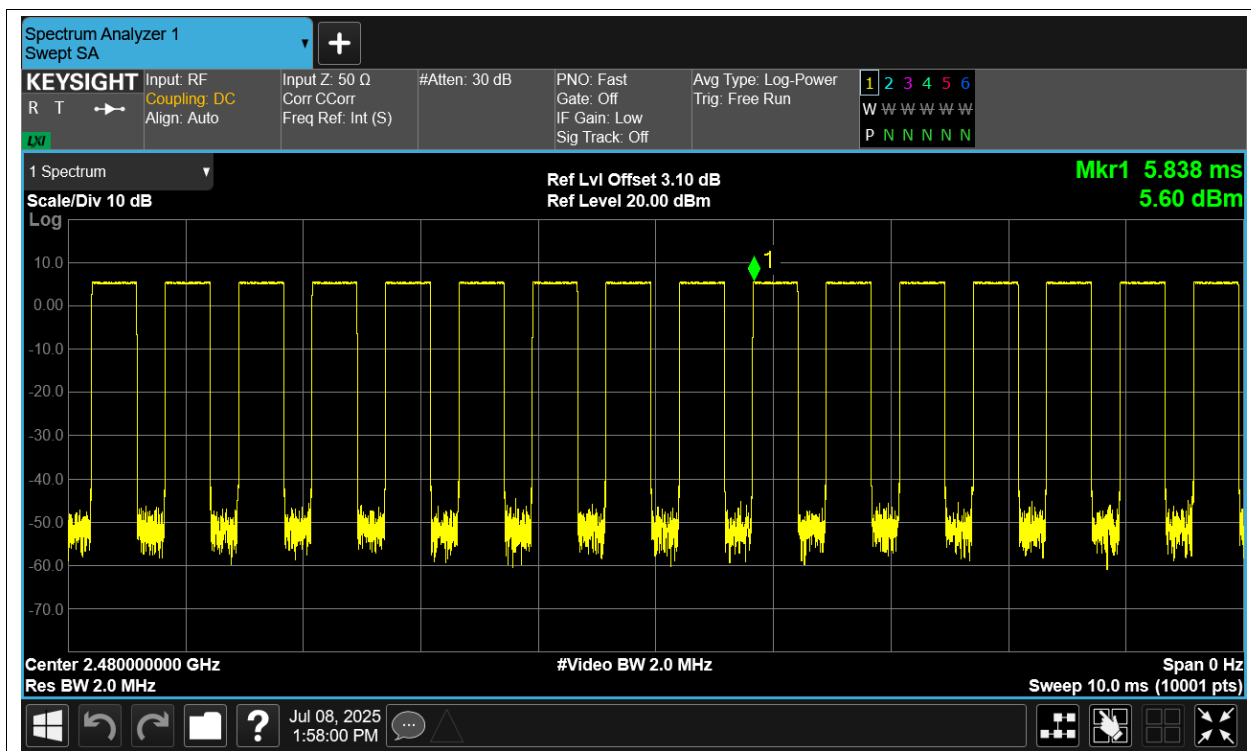 Spectrum Analyzer 1
Swept SA
KEYSIGHT
R T
LXI
Input: RF
Coupling: DC
Align: Auto
Input Z: 50 Ω
Corr CCorr
Freq Ref: Int (S)
#Atten: 30 dB
PNO: Fast
Gate: Off
IF Gain: Low
Sig Track: Off
Avg Type: Log-Power
Trig: Free Run
1 2 3 4 5 6
W W W W W W
P N N N N N
1 Spectrum
Scale/Div 10 dB
Log
Ref Lvl Offset 3.10 dB
Ref Level 20.00 dBm
Mkr1 5.838 ms
5.60 dBm
1
10.0
0.00
-10.0
-20.0
-30.0
-40.0
-50.0
-60.0
-70.0
Center 2.480000000 GHz
Res BW 2.0 MHz
#Video BW 2.0 MHz
Span 0 Hz
Sweep 10.0 ms (10001 pts)
?
Jul 08, 2025
1:58:00 PM